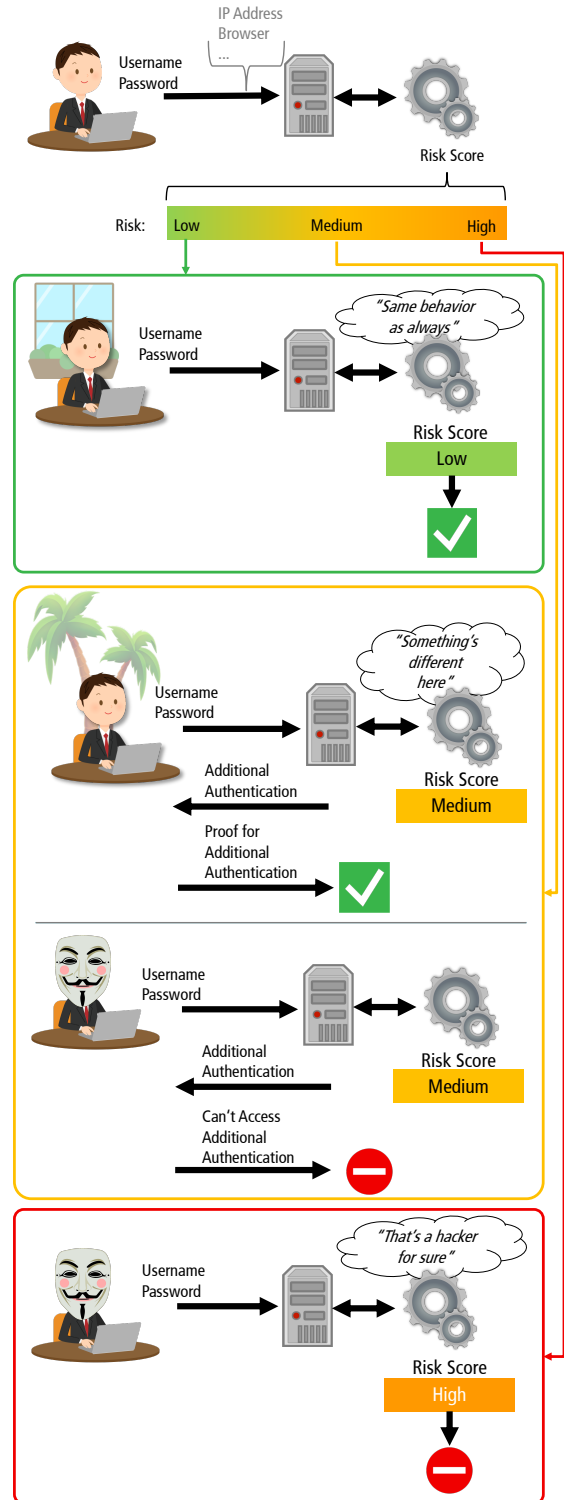 IP Address
Browser
...
Username
Password
Risk Score
Risk: Low Medium High
"Same behavior
as always"
Username
Password
Risk Score
Low
"Something's
different
here"
Username
Password
Additional
Authentication
Risk Score
Medium
Proof for
Additional
Authentication
Username
Password
Additional
Authentication
Risk Score
Medium
Can't Access
Additional
Authentication
"That's a hacker
for sure"
Username
Password
Risk Score
High